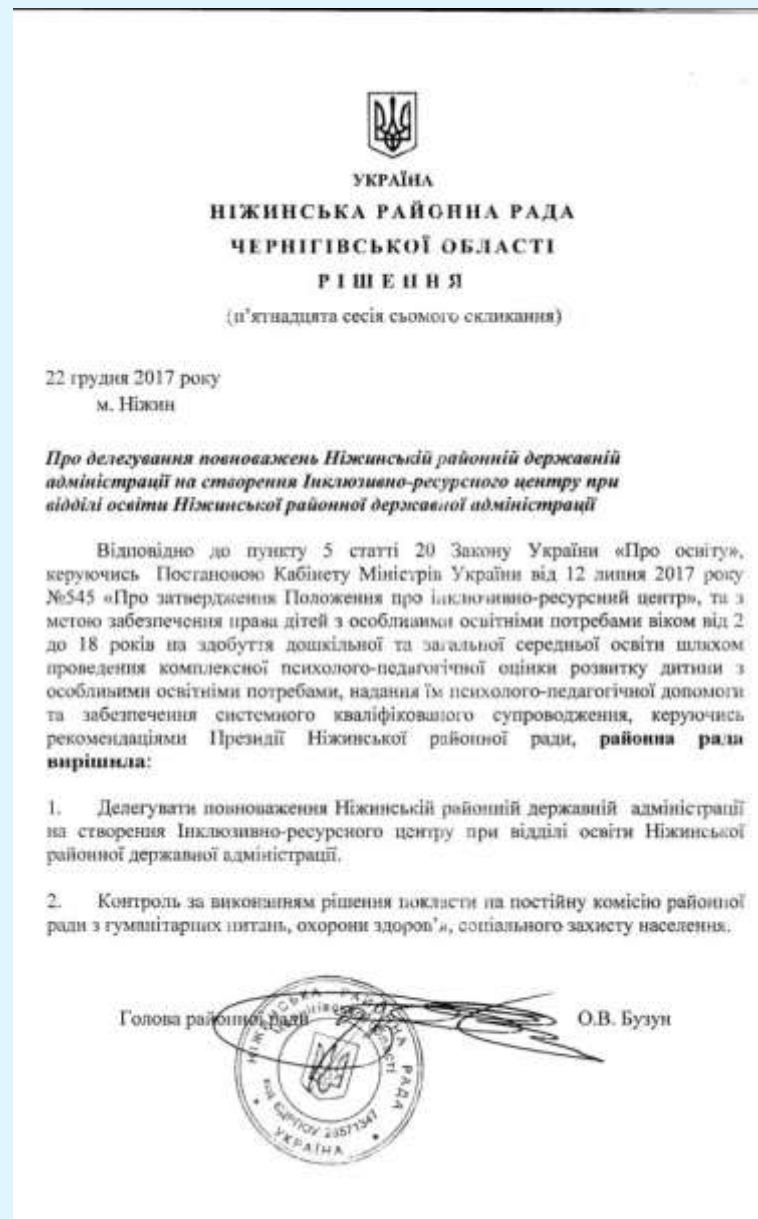 УКРАЇНА
НІЖИНСЬКА РАЙОННА РАДА
ЧЕРНІГІВСЬКОЇ ОБЛАСТІ
Р І Ш Е Н Н Я
(п’ятнадцята сесія сьомого скликання)
22 грудня 2017 року
м. Ніжин
Про делегування повноважень Ніжинській районній державній
адміністрації на створення Інклюзивно-ресурсного центру при
відділі освіти Ніжинської районної державної адміністрації
Відповідно до пункту 5 статті 20 Закону України «Про освіту»,
керуючись Постановою Кабінету Міністрів України від 12 липня 2017 року
№545 «Про затвердження Положення про інклюзивно-ресурсний центр», та з
метою забезпечення права дітей з особливими освітніми потребами віком від 2
до 18 років на здобуття дошкільної та загальної середньої освіти шляхом
проведення комплексної психолого-педагогічної оцінки розвитку дитини з
особливими освітніми потребами, надання їм психолого-педагогічної допомоги
та забезпечення системного кваліфікованого супроводження, керуючись
рекомендаціями Президії Ніжинської районної ради, районна рада
вирішила:
1. Делегувати повноваження Ніжинській районній державній адміністрації
на створення Інклюзивно-ресурсного центру при відділі освіти Ніжинської
районної державної адміністрації.
2. Контроль за виконанням рішення покласти на постійну комісію районної
ради з гуманітарних питань, охорони здоров’я, соціального захисту населення.
Голова районної ради О.В. Бузун
НІЖИНСЬКА РАЙОННА РАДА
Чернігівської області
код ЄДРПОУ 23571347
УКРАЇНА